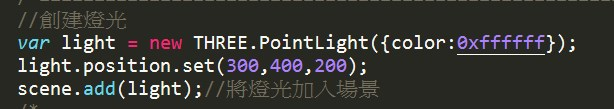 //創建燈光
var light = new THREE.PointLight({color:0xffffff});
light.position.set(300,400,200);
scene.add(light);//將燈光加入場景
/*